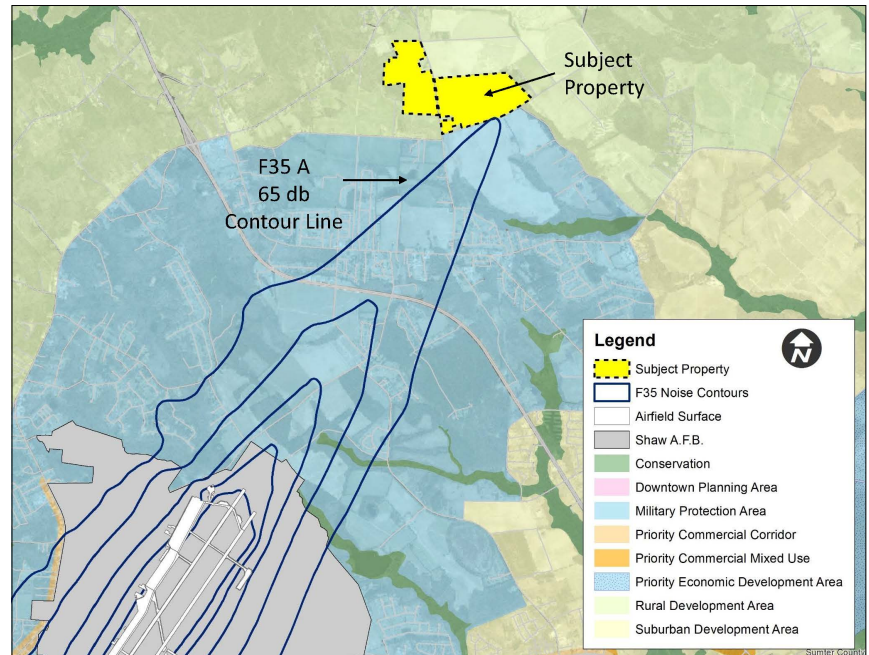 Subject
Property
F35 A
65 db
Contour Line
Legend
N
Subject Property
F35 Noise Contours
Airfield Surface
Shaw A.F.B.
Conservation
Downtown Planning Area
Military Protection Area
Priority Commercial Corridor
Priority Commercial Mixed Use
Priority Economic Development Area
Rural Development Area
Suburban Development Area
Sumter County